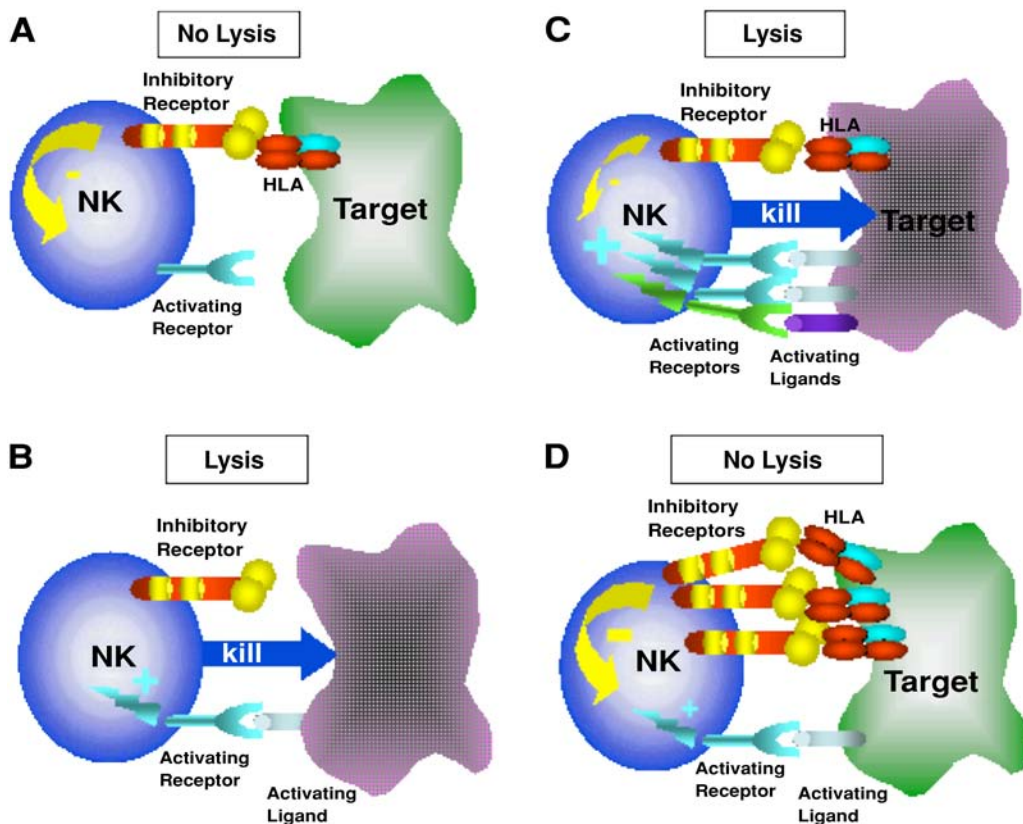 A
No Lysis
Inhibitory
Receptor
HLA
-
NK
Target
Activating
Receptor
B
Lysis
Inhibitory
Receptor
NK
kill
+
Activating
Receptor
Activating
Ligand
C
Lysis
Inhibitory
Receptor
HLA
-
NK
kill
Target
+
Activating
Receptors
Activating
Ligands
D
No Lysis
Inhibitory
Receptors
HLA
-
NK
Target
+
Activating
Receptor
Activating
Ligand